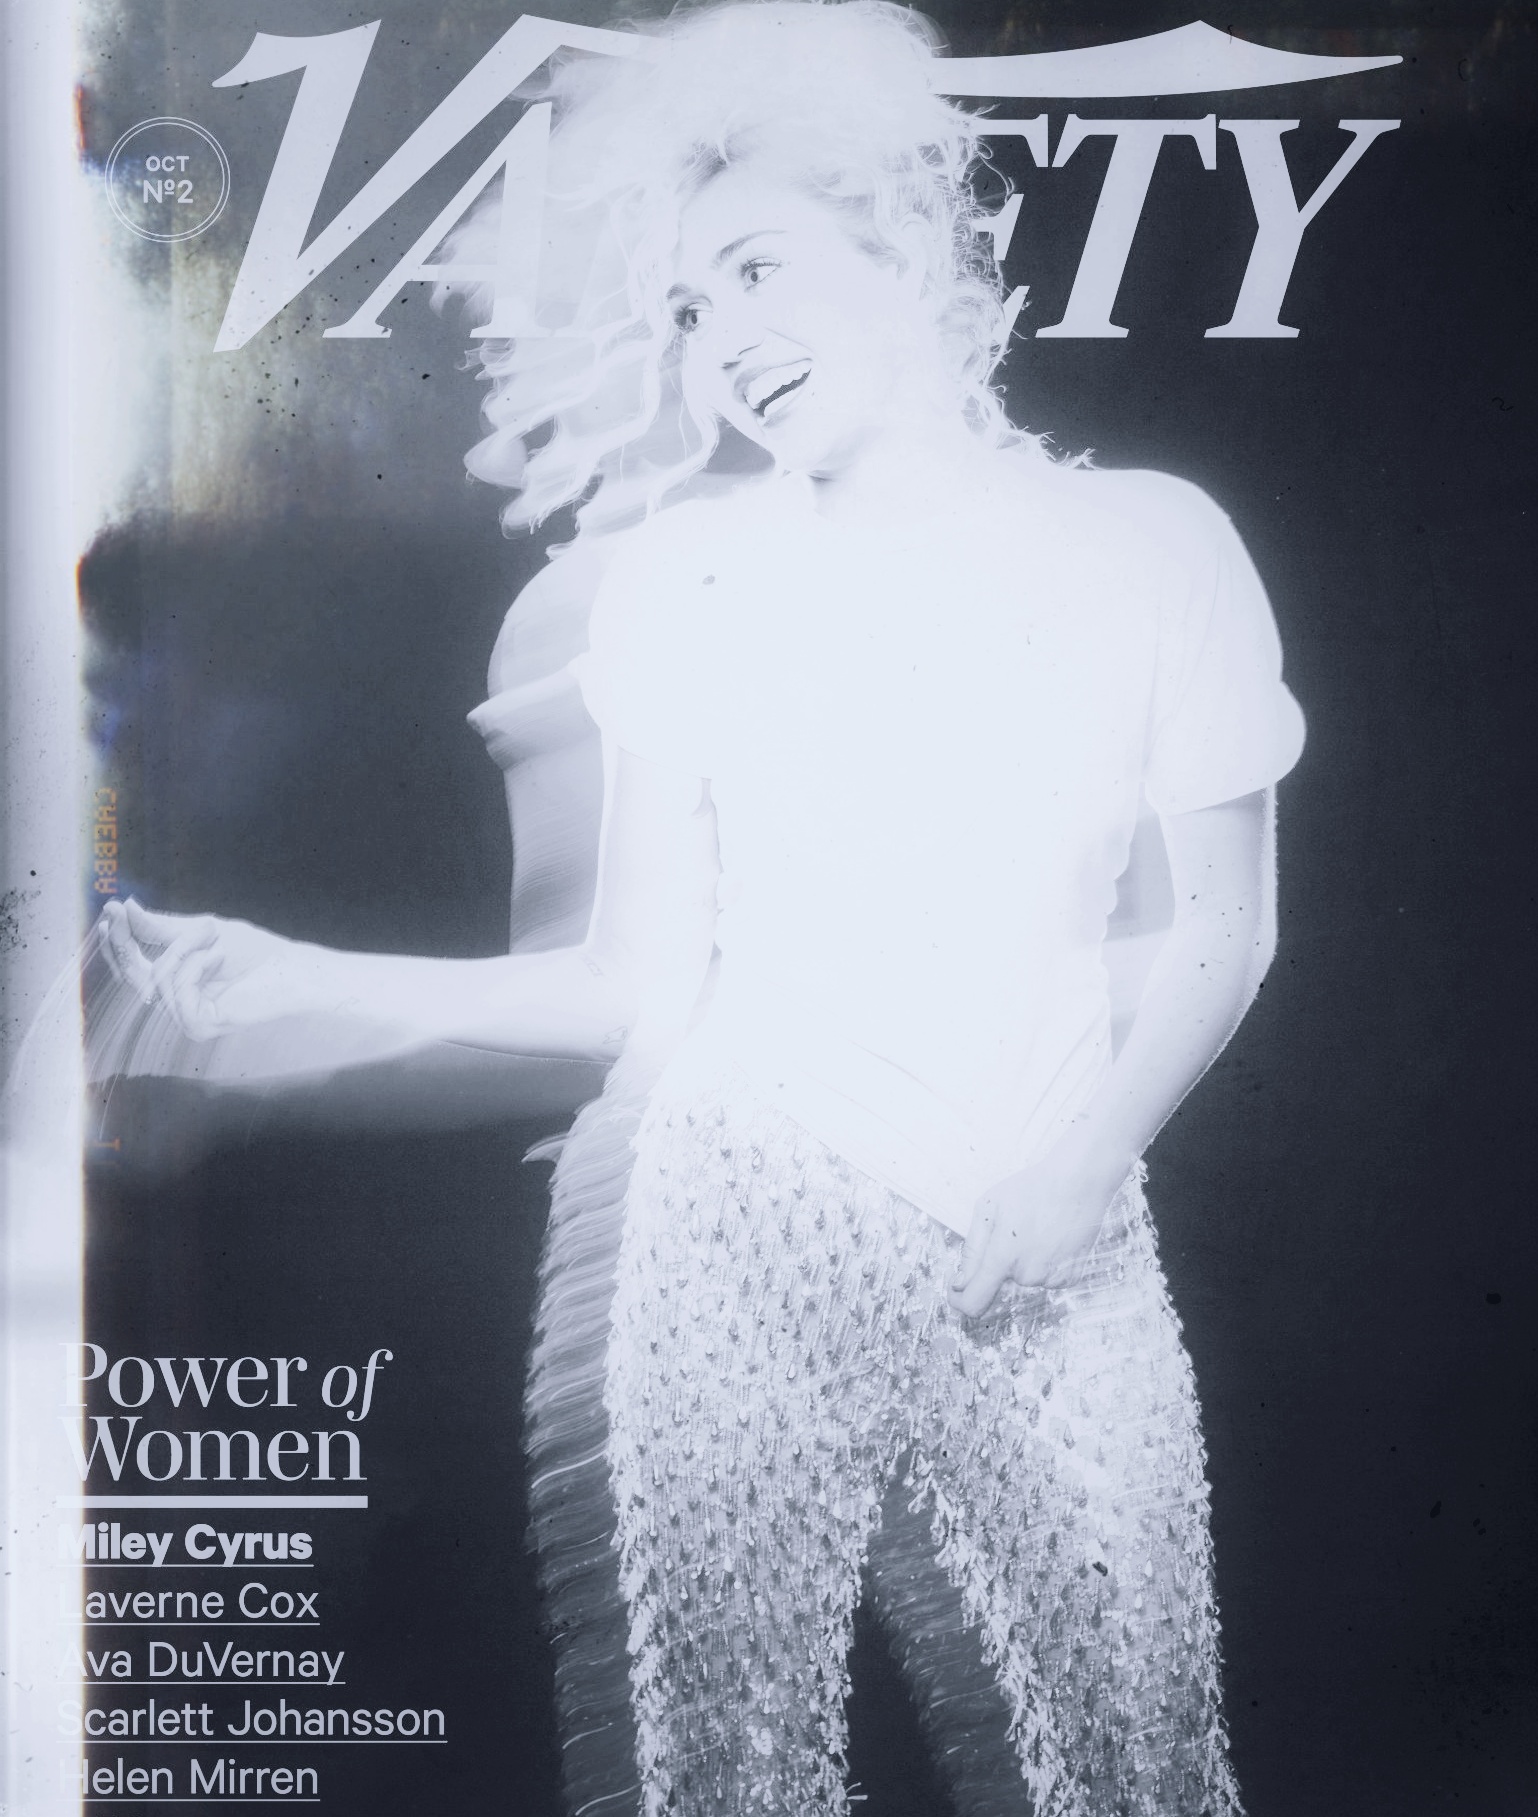 VARIETY
OCT
Nº2
Power of
Women
Miley Cyrus
Laverne Cox
Ava DuVernay
Scarlett Johansson
Helen Mirren